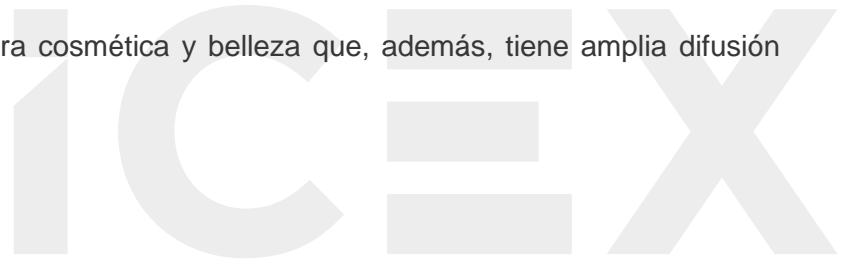 ra cosmética y belleza que, además, tiene amplia difusión
iCEX